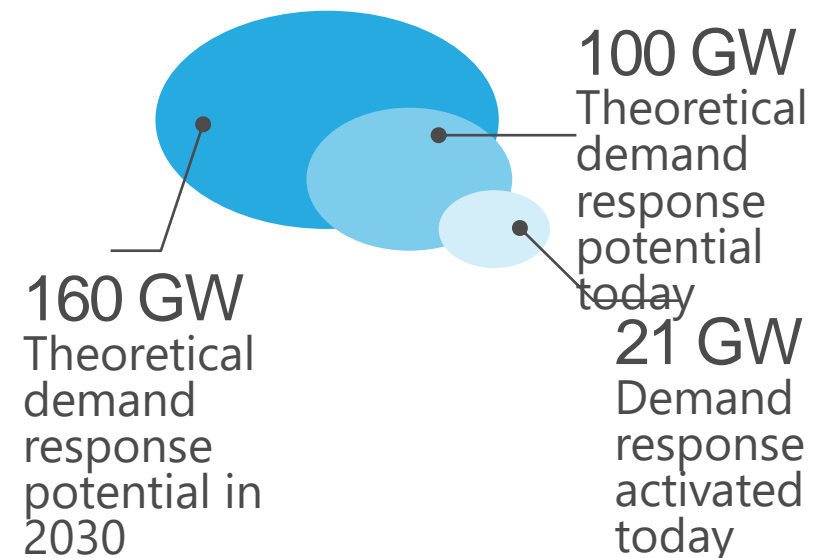 100 GW
Theoretical
demand
response
potential
today
160 GW
Theoretical
demand
response
potential in
2030
21 GW
Demand
response
activated
today